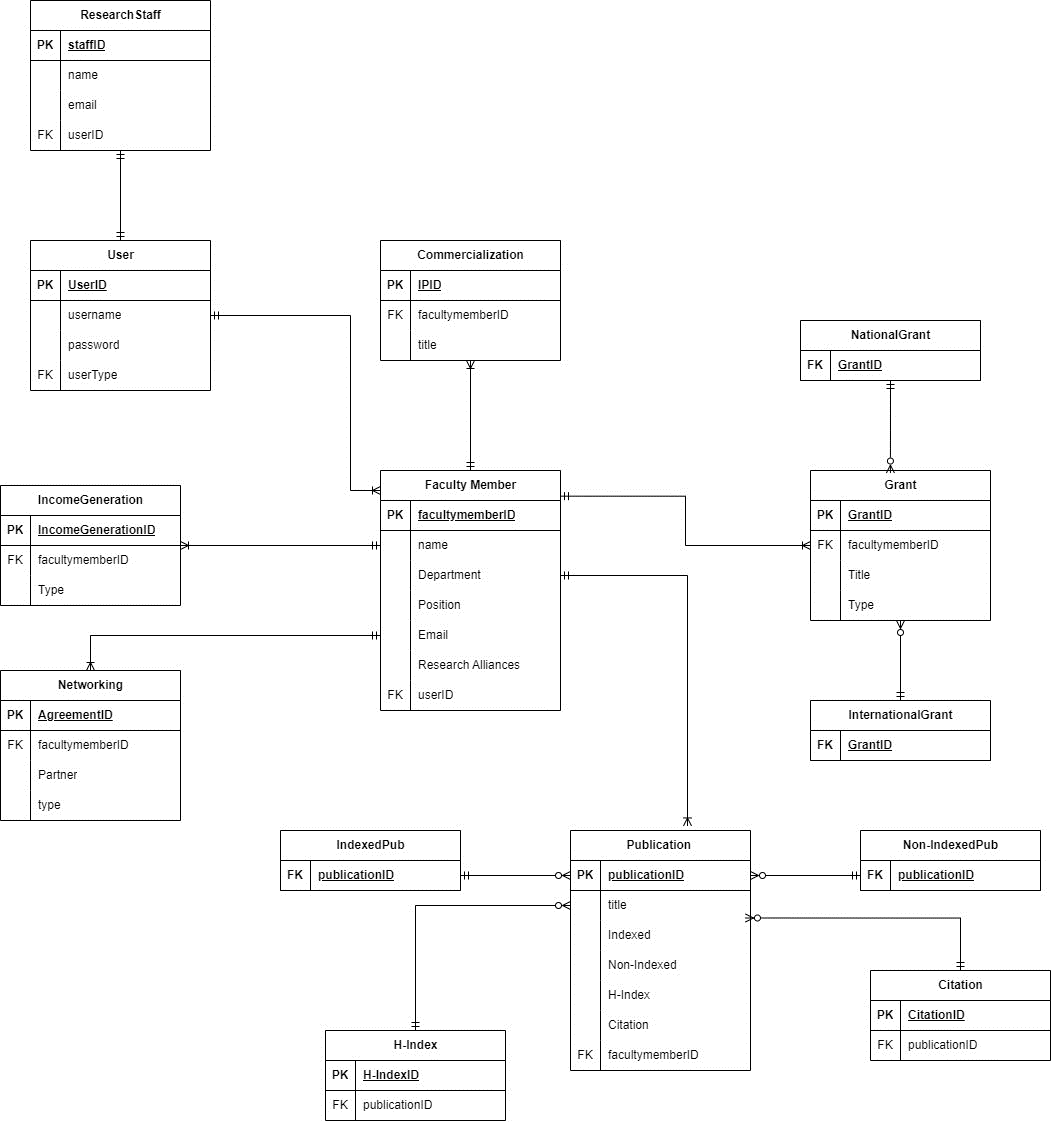 ResearchStaff
PK staffID
name
email
FK userID
User
PK UserID
username
password
FK userType
Commercialization
PK IPID
FK facultymemberID
title
NationalGrant
FK GrantID
IncomeGeneration
PK IncomeGenerationID
FK facultymemberID
Type
Faculty Member
PK facultymemberID
name
Department
Position
Email
Research Alliances
FK userID
Grant
PK GrantID
FK facultymemberID
Title
Type
Networking
PK AgreementID
FK facultymemberID
Partner
type
InternationalGrant
FK GrantID
IndexedPub
FK publicationID
Publication
PK publicationID
title
Indexed
Non-Indexed
H-Index
Citation
FK facultymemberID
Non-IndexedPub
FK publicationID
Citation
PK CitationID
FK publicationID
H-Index
PK H-IndexID
FK publicationID